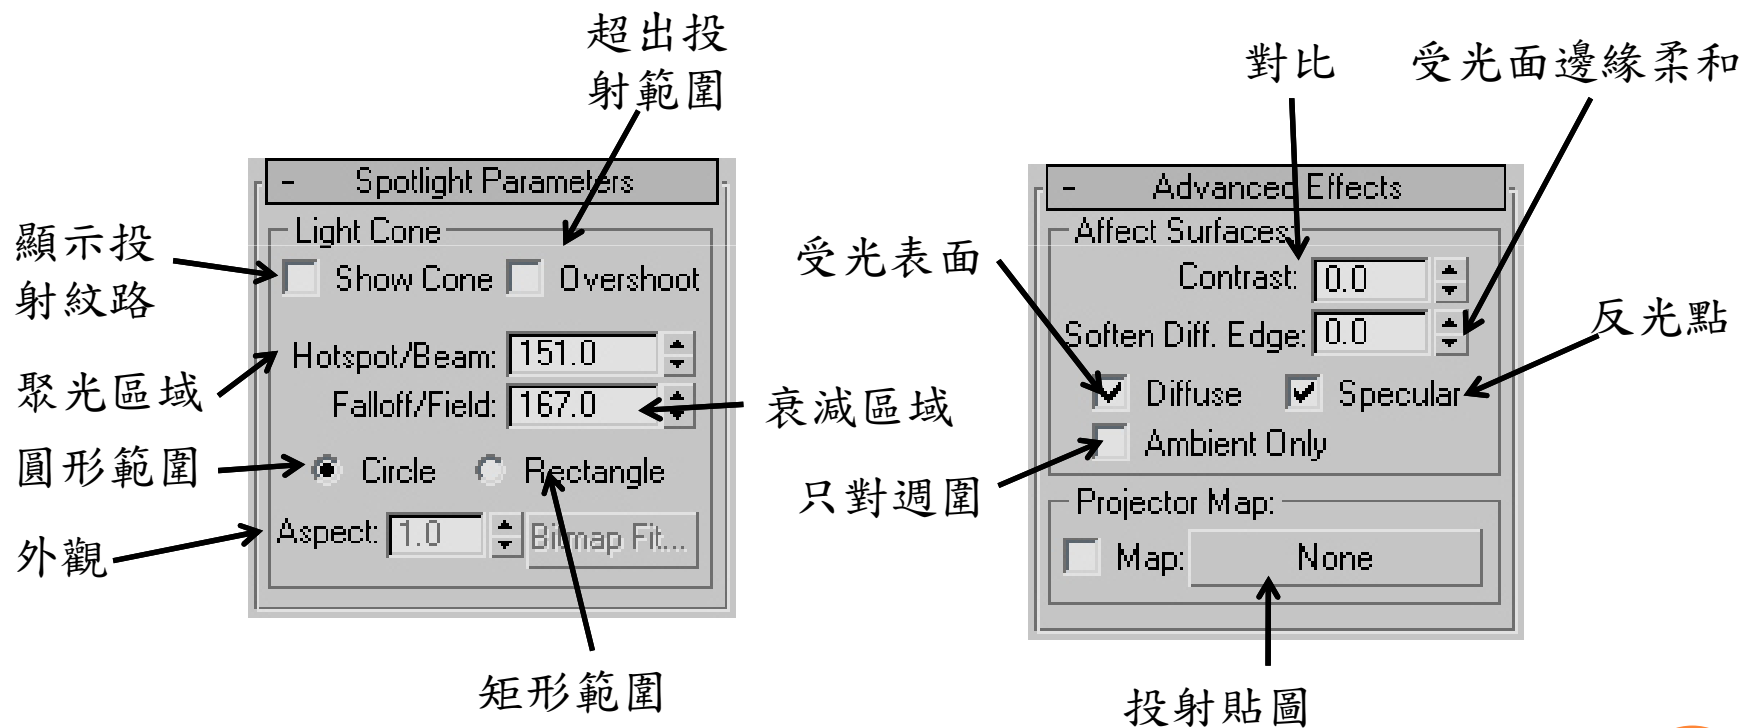 超出投
射範圍
對比
受光面邊緣柔和
- Spotlight Parameters
Light Cone
顯示投
射紋路
Show Cone
Overshoot
Hotspot/Beam: 151.0
聚光區域
Falloff/Field: 167.0
衰減區域
圓形範圍
Circle
Rectangle
外觀
Aspect: 1.0
Bitmap Fit...
矩形範圍
- Advanced Effects
Affect Surfaces:
受光表面
Contrast: 0.0
Soften Diff. Edge: 0.0
反光點
Diffuse
Specular
Ambient Only
只對週圍
Projector Map:
Map: None
投射貼圖